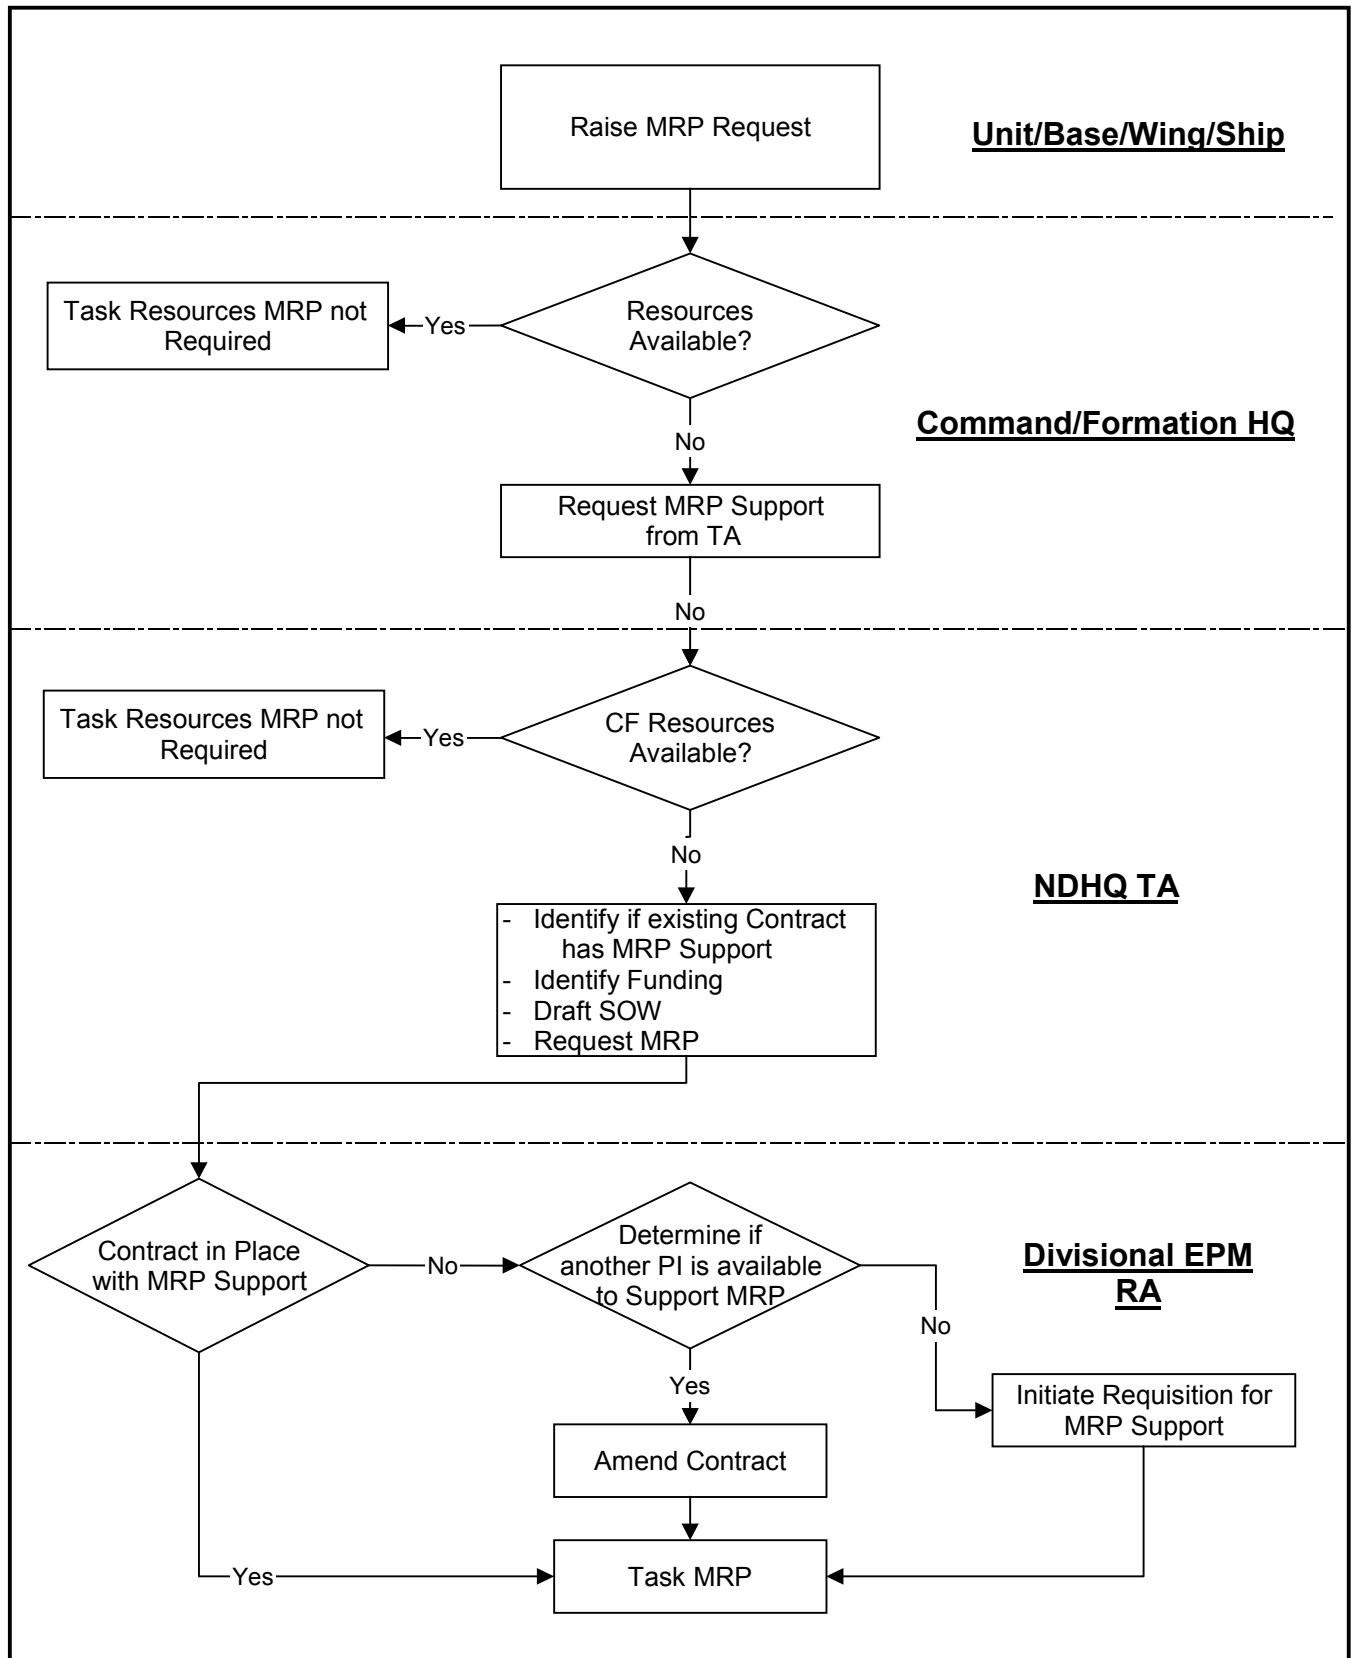 Raise MRP Request
Unit/Base/Wing/Ship
Resources
Available?
Yes
Task Resources MRP not
Required
Command/Formation HQ
No
Request MRP Support
from TA
No
CF Resources
Available?
Yes
Task Resources MRP not
Required
No
NDHQ TA
- Identify if existing Contract
has MRP Support
- Identify Funding
- Draft SOW
- Request MRP
Contract in Place
with MRP Support
No
Determine if
another PI is available
to Support MRP
Divisional EPM
RA
No
Yes
Initiate Requisition for
MRP Support
Amend Contract
Yes
Task MRP